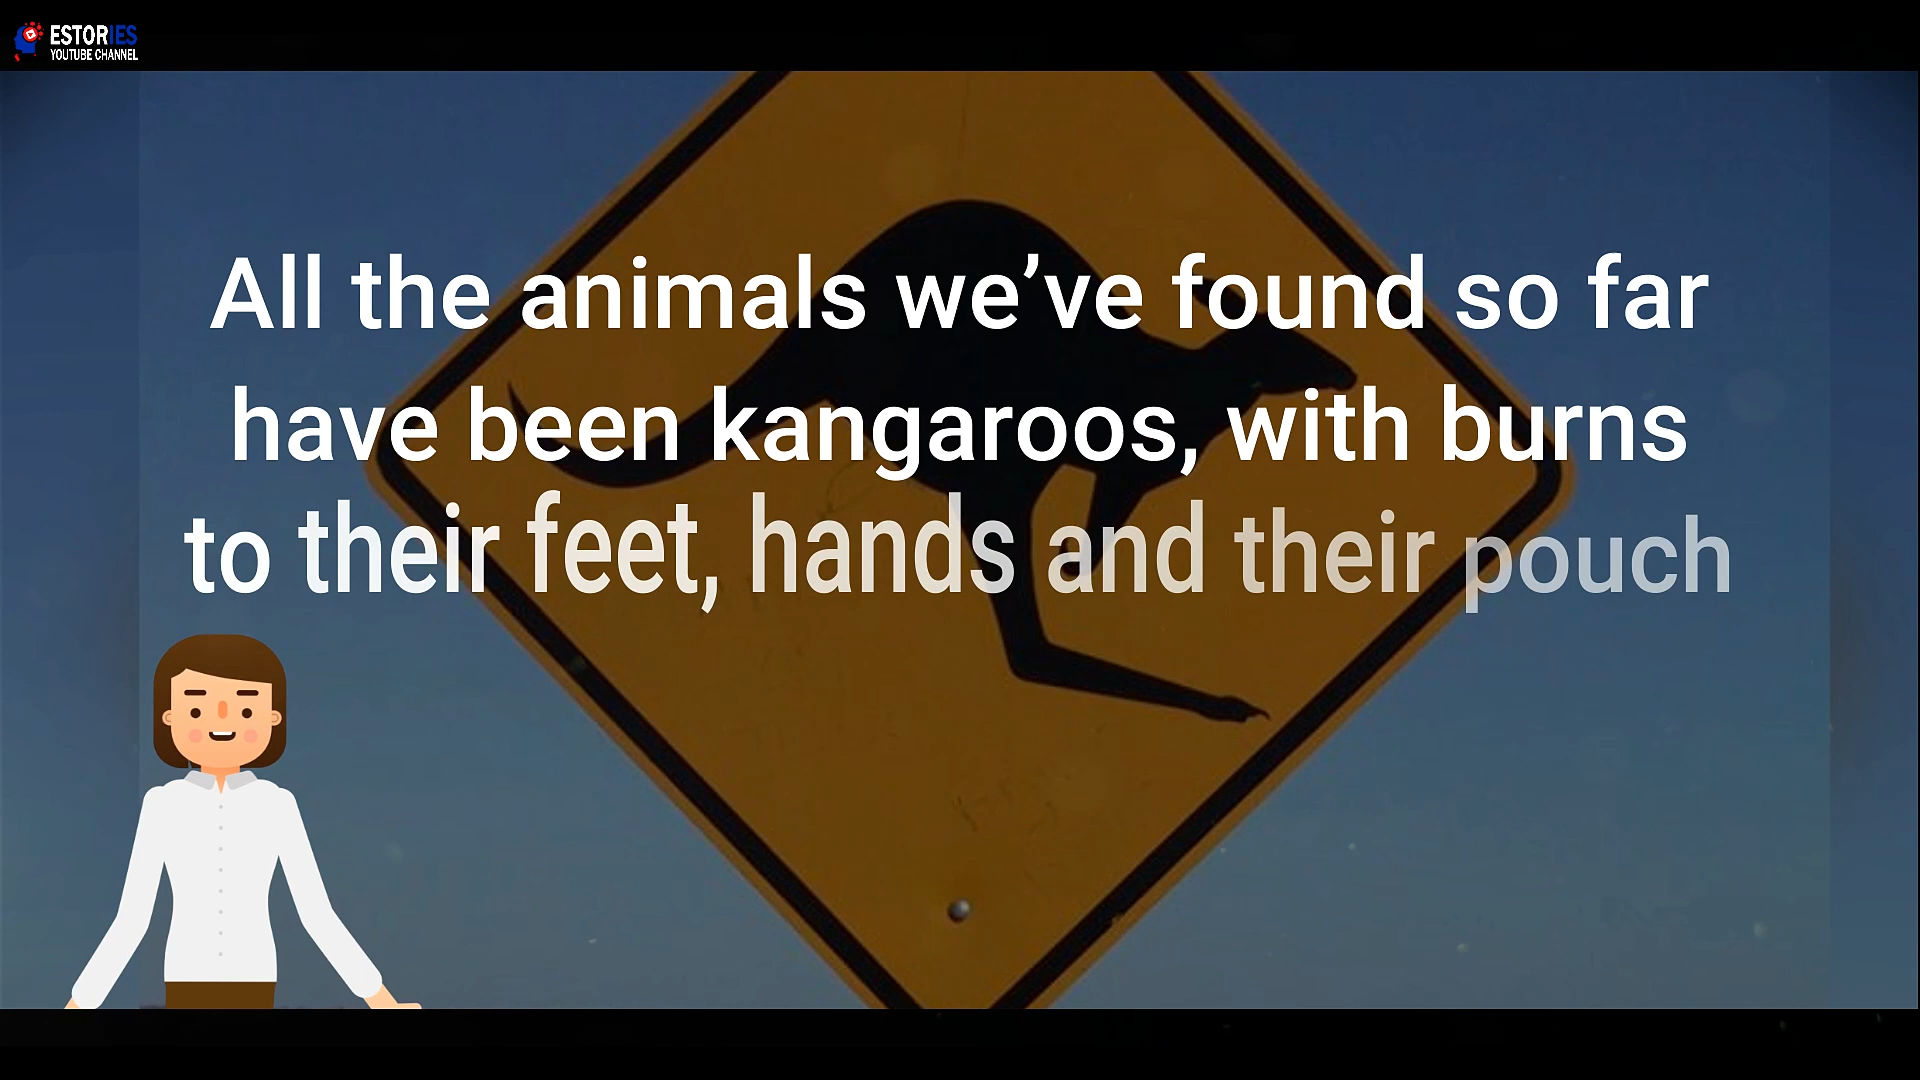 ESTORIES
YOUTUBE CHANNEL
All the animals we’ve found so far
have been kangaroos, with burns
to their feet, hands and their pouch